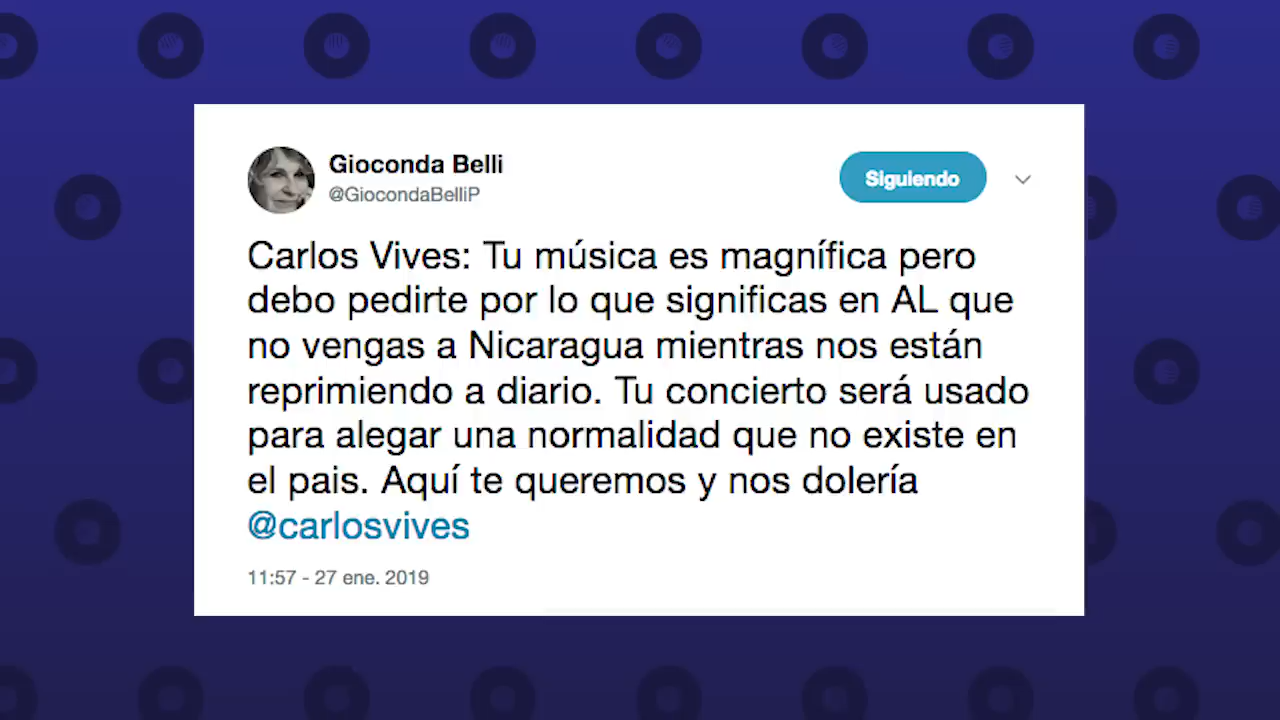 Gioconda Belli
@GiocondaBelliP
Siguiendo
Carlos Vives: Tu música es magnífica pero
debo pedirte por lo que significas en AL que
no vengas a Nicaragua mientras nos están
reprimiendo a diario. Tu concierto será usado
para alegar una normalidad que no existe en
el pais. Aquí te queremos y nos dolería
@carlosvives
11:57 - 27 ene. 2019